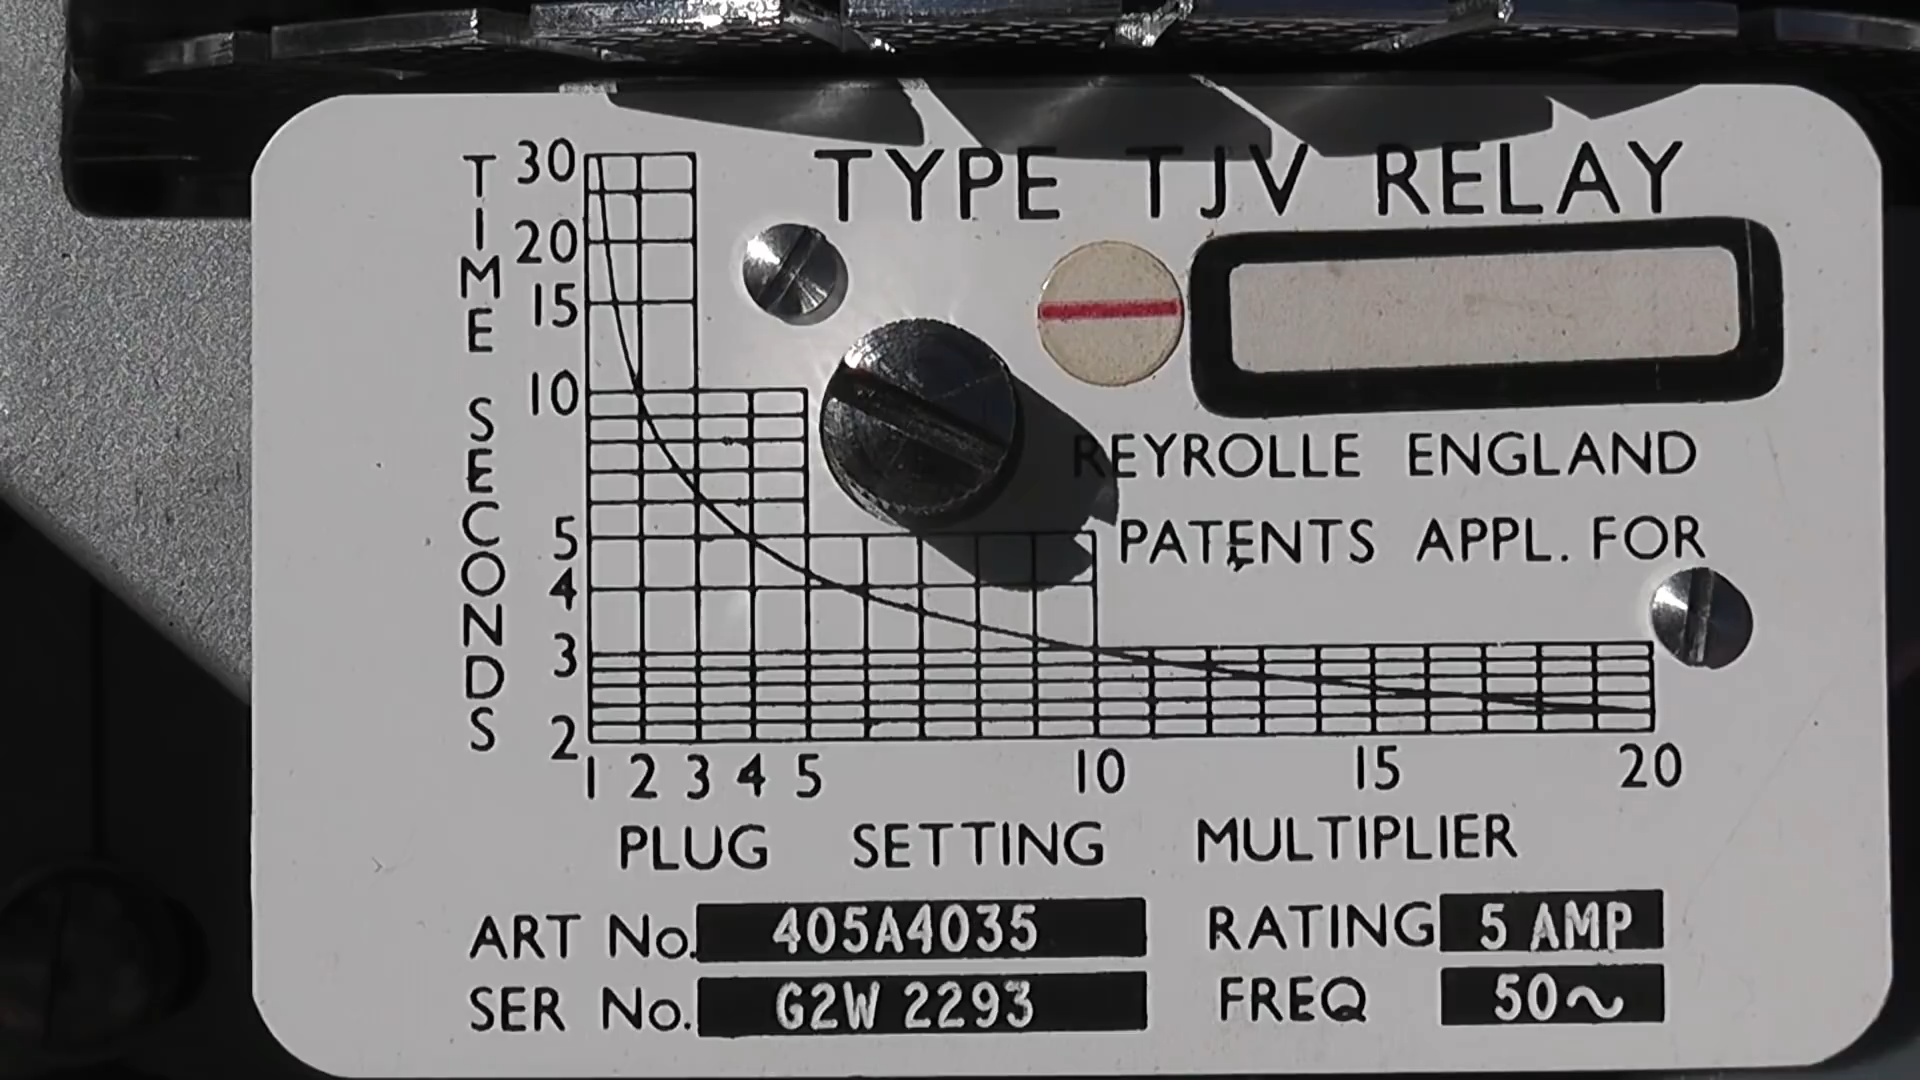 TYPE TJV RELAY
TIME SECONDS
30
20
15
10
5
4
3
2
1 2 3 4 5 10 15 20
PLUG SETTING MULTIPLIER
REYROLLE ENGLAND
PATENTS APPL. FOR
ART No. 405A4035
RATING 5 AMP
SER No. G2W 2293
FREQ 50~